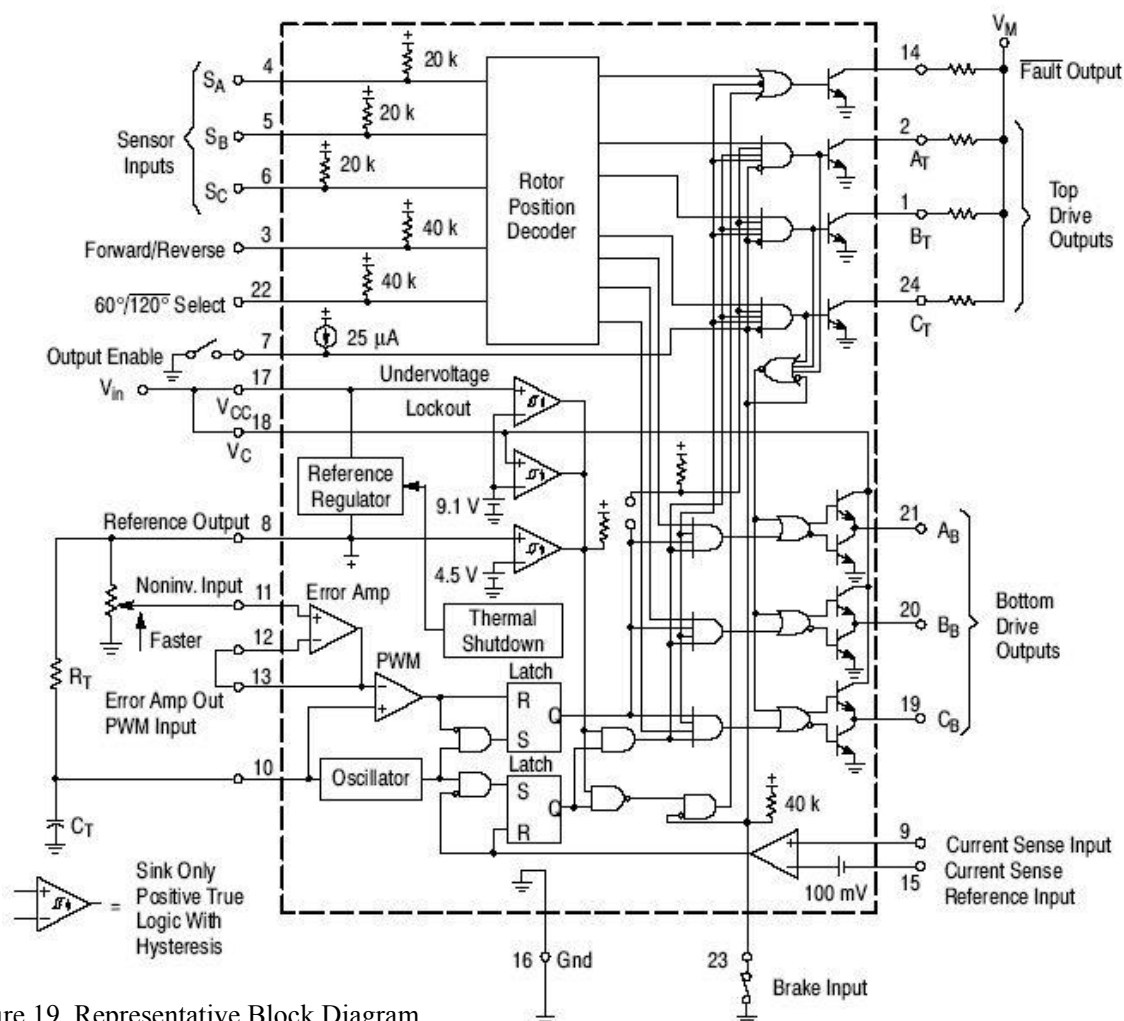 V_M
14
Fault Output
4
20 k
S_A
5
20 k
S_B
Sensor
Inputs
6
20 k
S_C
Rotor
Position
Decoder
2
A_T
1
B_T
24
C_T
Top
Drive
Outputs
3
40 k
Forward/Reverse
22
40 k
60°/120° Select
7
25 µA
Output Enable
V_in
17
V_CC
Undervoltage
Lockout
18
V_C
Reference
Regulator
9.1 V
Reference Output
8
4.5 V
Noninv. Input
11
Error Amp
Faster
12
Thermal
Shutdown
R_T
13
PWM
Error Amp Out
PWM Input
Latch
R
Q
S
Latch
S
Q
R
10
Oscillator
C_T
21
A_B
20
B_B
19
C_B
Bottom
Drive
Outputs
40 k
9
Current Sense Input
15
Current Sense
Reference Input
100 mV
+
−
=
Sink Only
Positive True
Logic With
Hysteresis
16
Gnd
23
Brake Input
ure 19. Representative Block Diagram